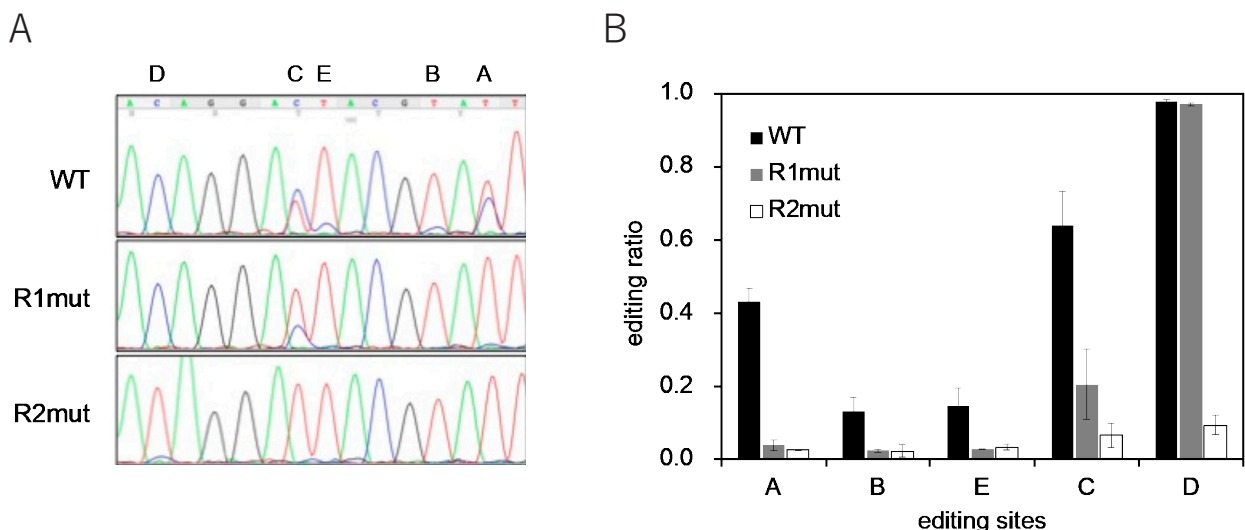 A
B
D C E B A
A C A G G A C T A C G T A T T
WT
R1mut
R2mut
1.0
0.8
0.6
0.4
0.2
0.0
editing ratio
WT
R1mut
R2mut
A B E C D
editing sites